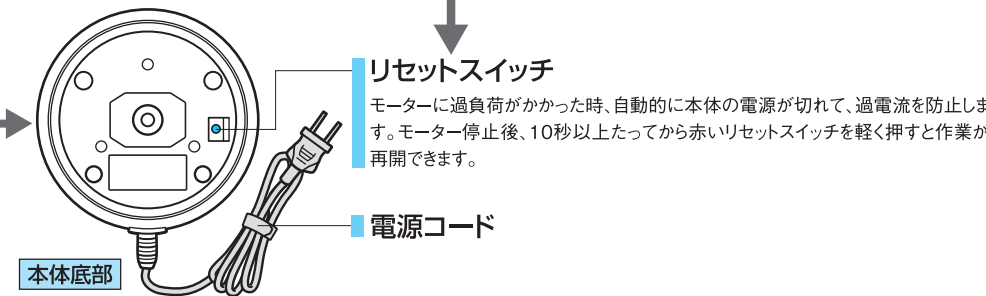 リセットスイッチ
モーターに過負荷がかかった時、自動的に本体の電源が切れて、過電流を防止しま
す。モーター停止後、10秒以上たってから赤いリセットスイッチを軽く押すと作業が
再開できます。
電源コード
本体底部